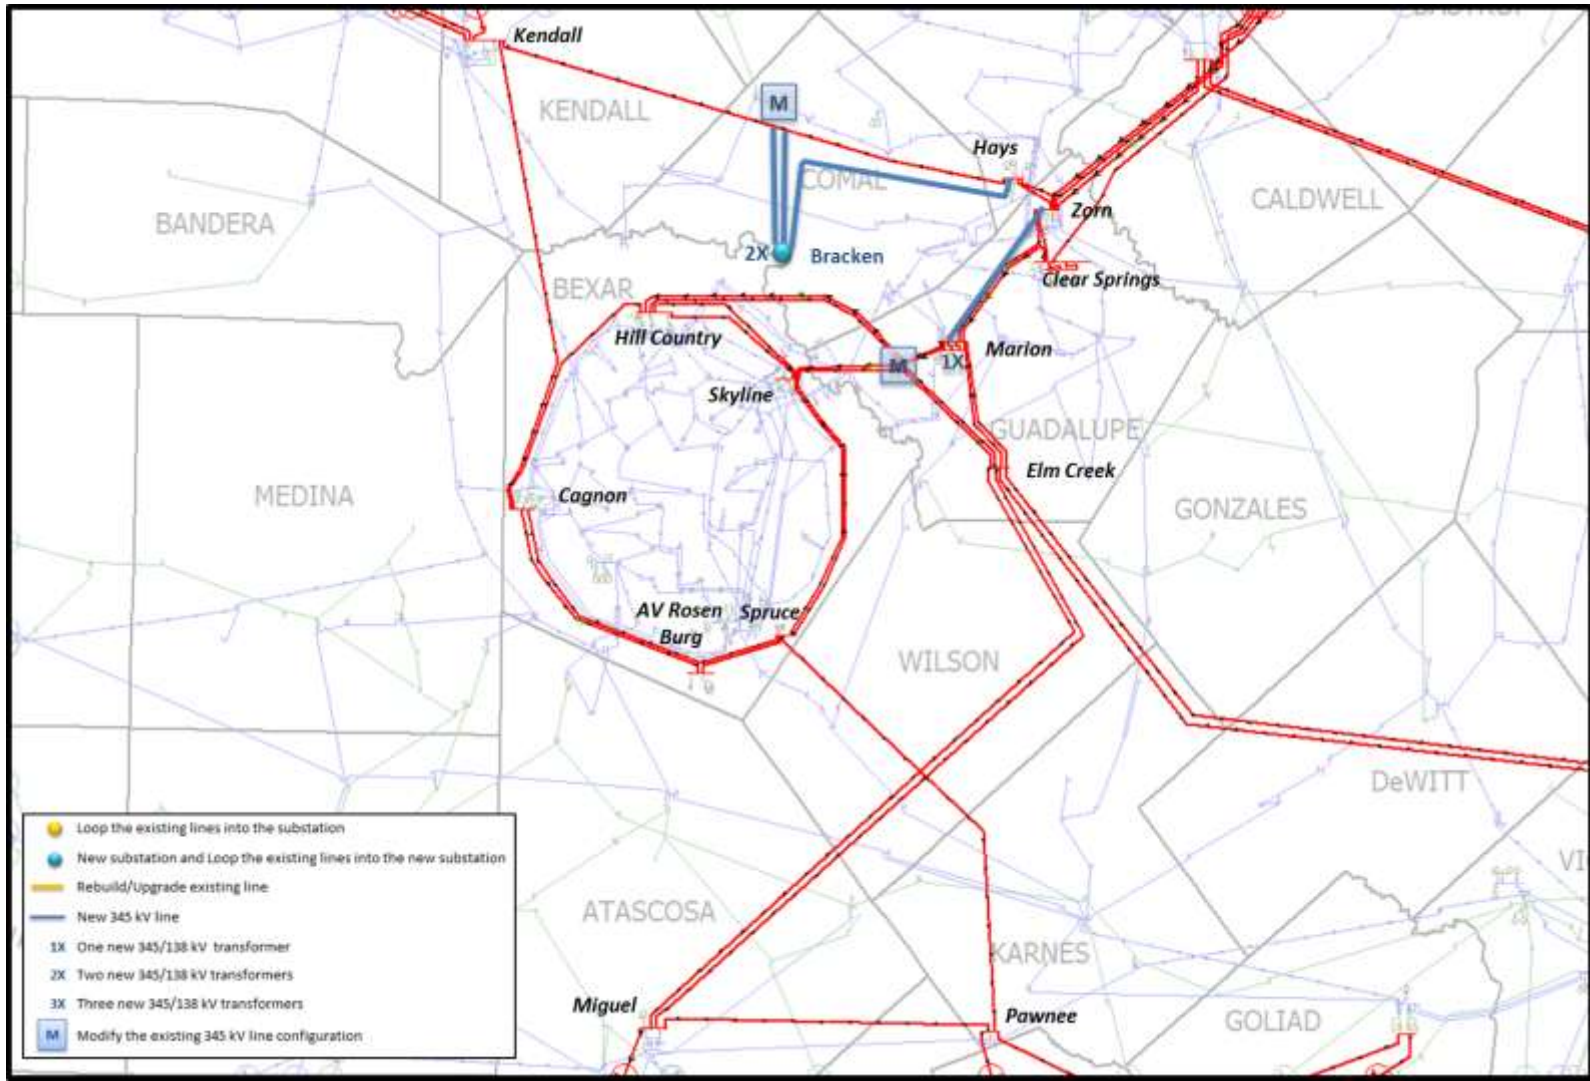 BASTROP
Kendall
M
KENDALL
Hays
COMAL
CALDWELL
Zorn
BANDERA
2X
Bracken
BEXAR
Clear Springs
Hill Country
Marion
M
1X
Skyline
GUADALUPE
Elm Creek
MEDINA
Cagnon
GONZALES
AV Rosen
Burg
Spruce
WILSON
DeWITT
Loop the existing lines into the substation
New substation and Loop the existing lines into the new substation
Rebuild/Upgrade existing line
New 345 kV line
1X One new 345/138 kV transformer
2X Two new 345/138 kV transformers
3X Three new 345/138 kV transformers
M Modify the existing 345 kV line configuration
VI
ATASCOSA
KARNES
Miguel
Pawnee
GOLIAD